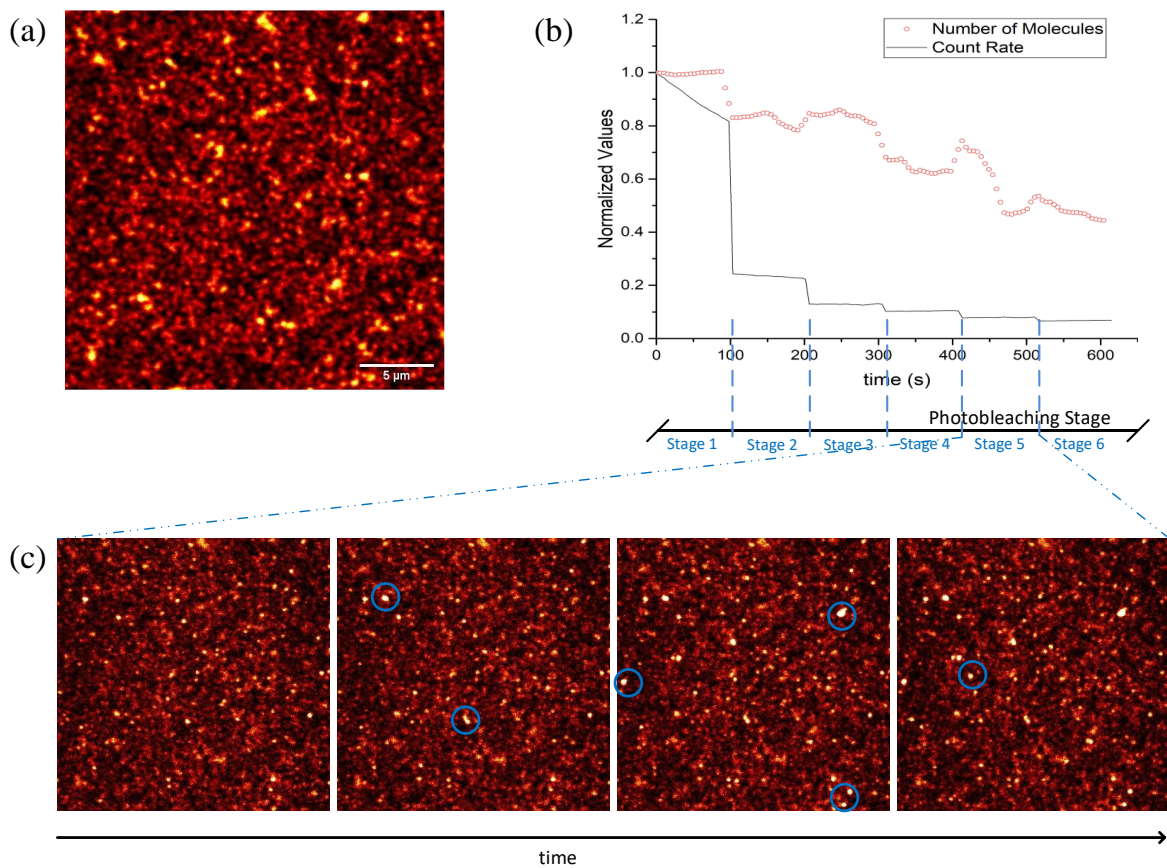 (a)
5 µm
(b)
1.2
1.0
0.8
0.6
0.4
0.2
0.0
Normalized Values
Number of Molecules
Count Rate
0 100 200 300 400 500 600
time (s)
Photobleaching Stage
Stage 1 Stage 2 Stage 3 Stage 4 Stage 5 Stage 6
(c)
time